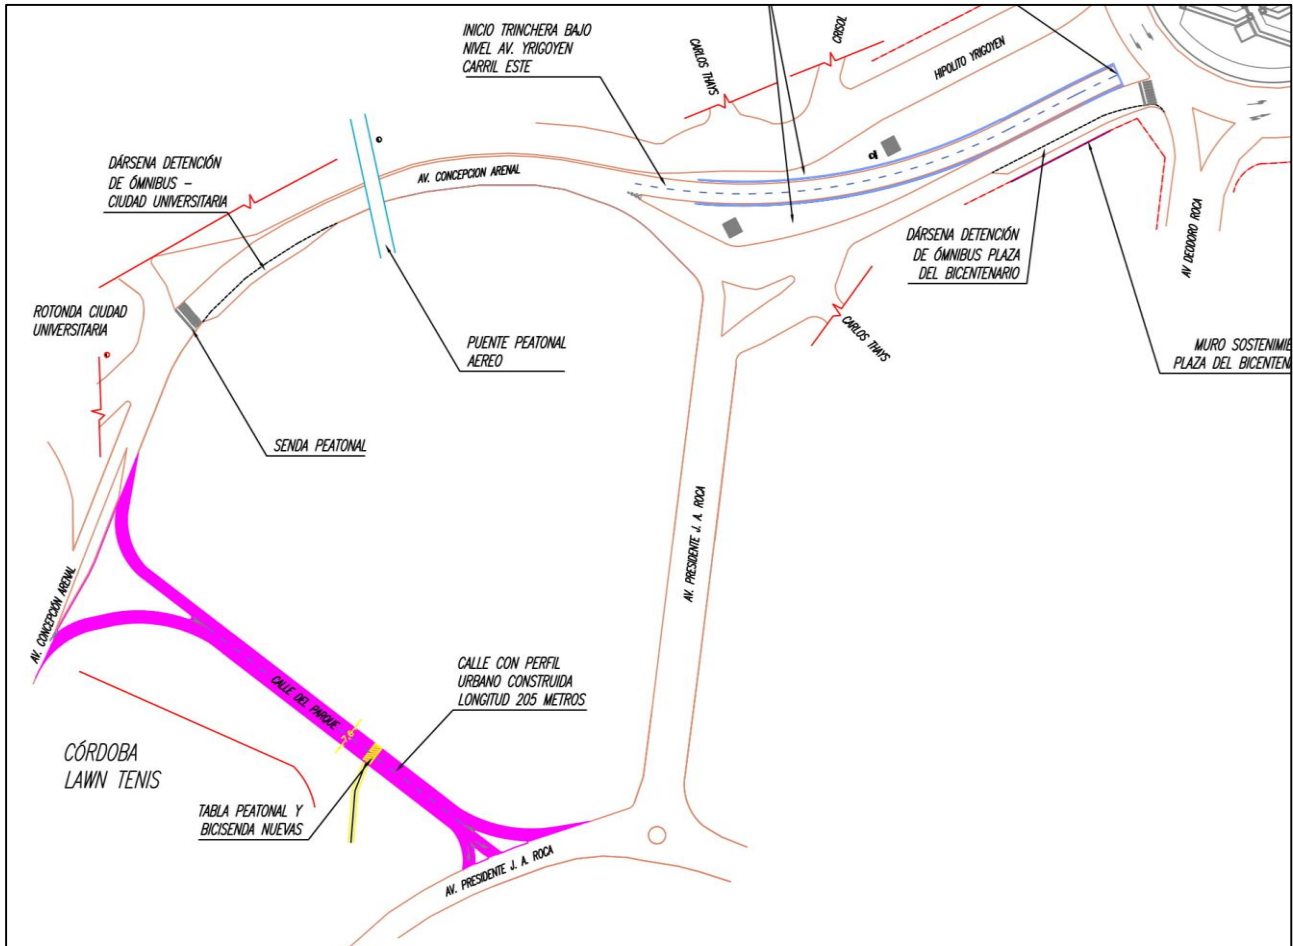 INICIO TRINCHERA BAJO
NIVEL AV. YRIGOYEN
CARRIL ESTE
CARLOS THAYS
CRISOL
HIPOLITO YRIGOYEN
DÁRSENA DETENCIÓN
DE ÓMNIBUS –
CIUDAD UNIVERSITARIA
AV. CONCEPCION ARENAL
DÁRSENA DETENCIÓN
DE ÓMNIBUS PLAZA
DEL BICENTENARIO
AV DEODORO ROCA
ROTONDA CIUDAD
UNIVERSITARIA
PUENTE PEATONAL
AEREO
CARLOS THAYS
MURO SOSTENIMIE
PLAZA DEL BICENTEN
SENDA PEATONAL
AV. PRESIDENTE J. A. ROCA
AV. CONCEPCIÓN ARENAL
CALLE CON PERFIL
URBANO CONSTRUIDA
LONGITUD 205 METROS
CALLE DEL PARQUE
7.6
CÓRDOBA
LAWN TENIS
TABLA PEATONAL Y
BICISENDA NUEVAS
AV. PRESIDENTE J. A. ROCA